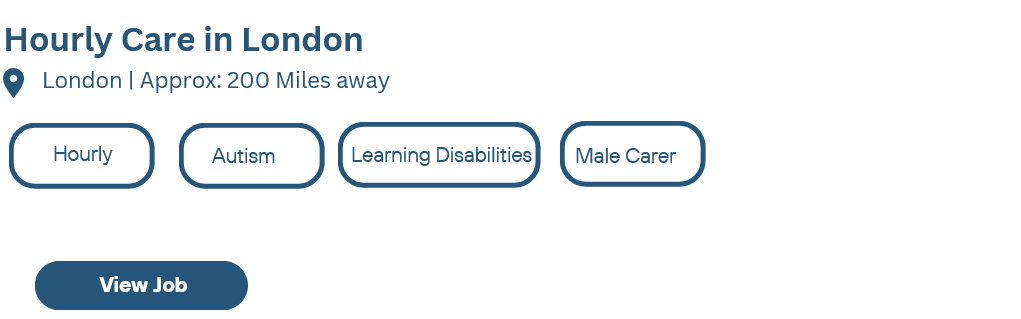 Hourly Care in London
London | Approx: 200 Miles away
Hourly Autism Learning Disabilities Male Carer
View Job